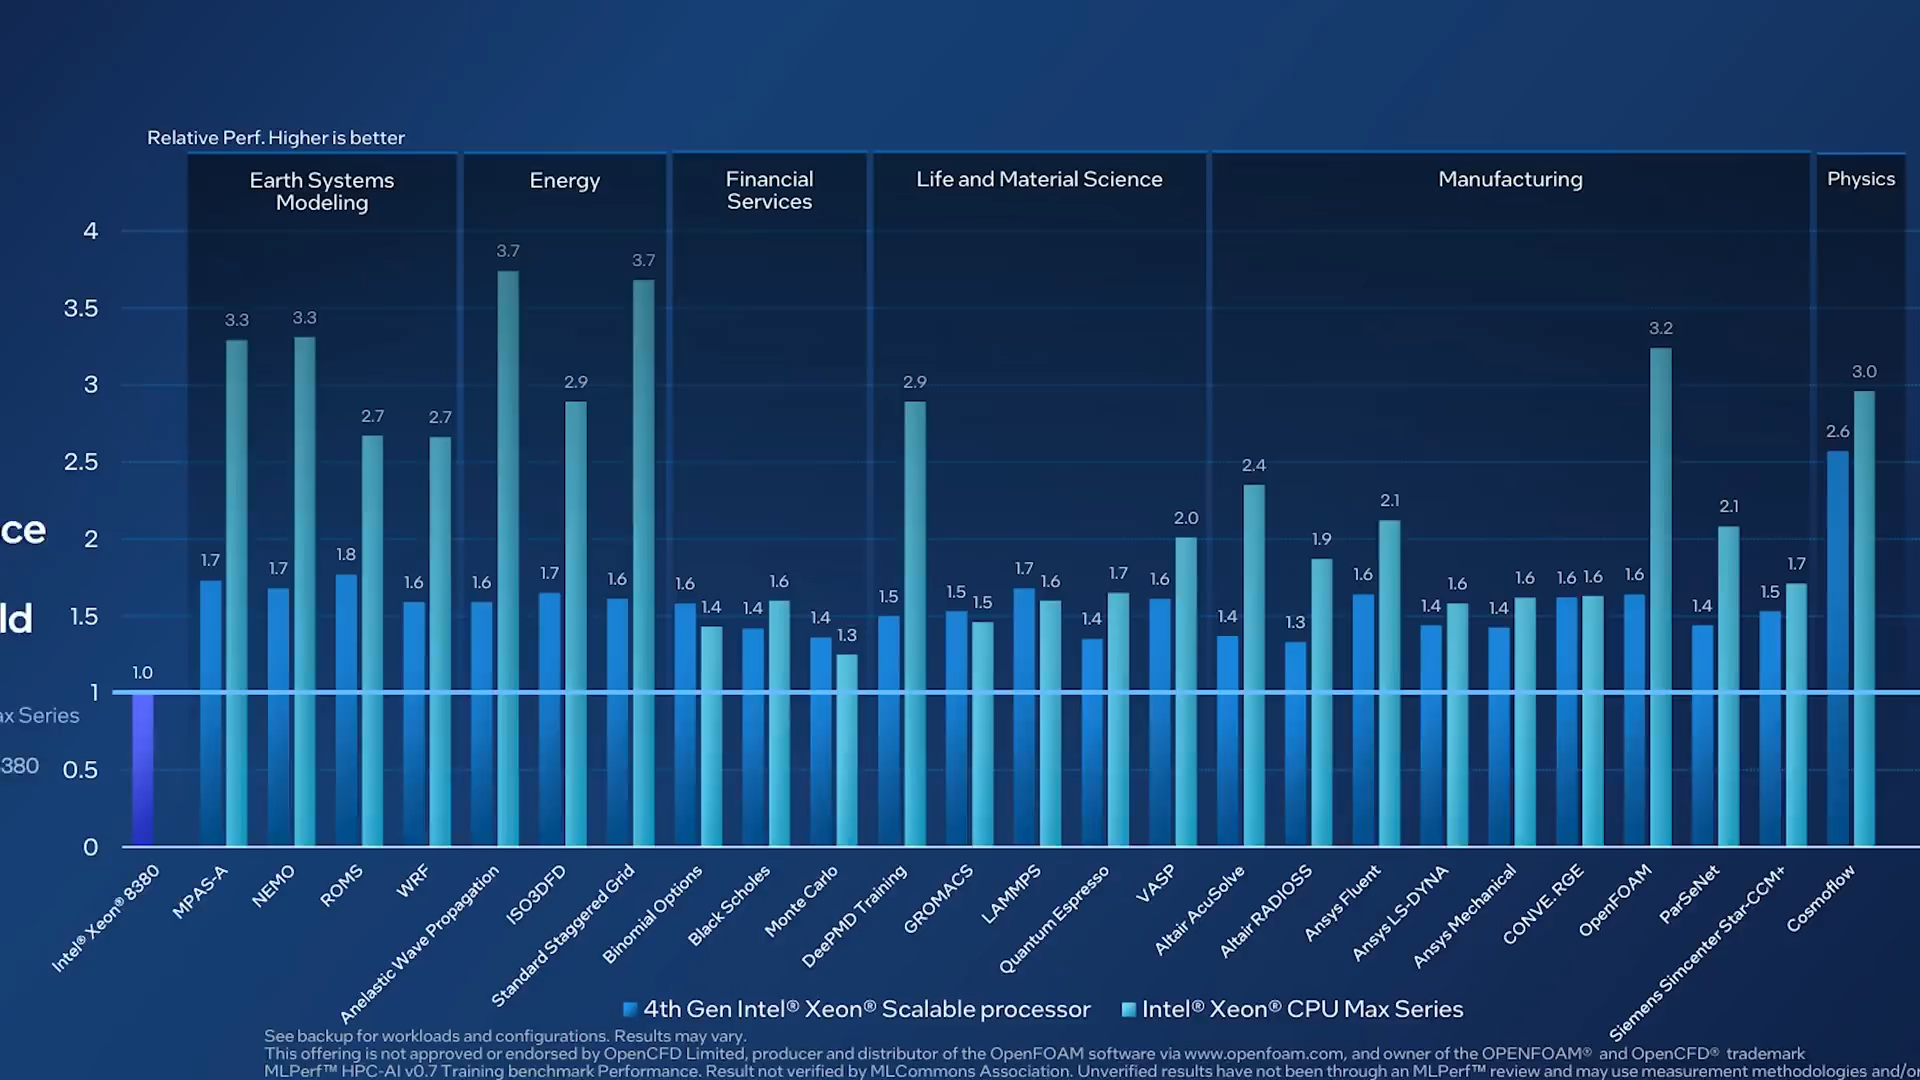 Relative Perf. Higher is better
Earth Systems
Modeling
Energy
Financial
Services
Life and Material Science
Manufacturing
Physics
4
3.5
3
2.5
2
1.5
1
0.5
0
ce
ld
ax Series
380
1.0
1.7 3.3
1.7 3.3
1.8 2.7
1.6 2.7
1.6 3.7
1.7 2.9
1.6 3.7
1.6 1.4
1.4 1.6
1.4 1.3
1.5 2.9
1.5 1.5
1.7 1.6
1.4 1.7
1.6 2.0
1.4 2.4
1.3 1.9
1.6 2.1
1.4 1.6
1.4 1.6
1.6 1.6
1.6 3.2
1.4 2.1
1.5 1.7
2.6 3.0
Intel® Xeon® 8380
MPAS-A
NEMO
ROMS
WRF
Anelastic Wave Propagation
ISO3DFD
Standard Staggered Grid
Binomial Options
Black Scholes
Monte Carlo
DeePMD Training
GROMACS
LAMMPS
Quantum Espresso
VASP
Altair AcuSolve
Altair RADIOSS
Ansys Fluent
Ansys LS-DYNA
Ansys Mechanical
CONVERGE
OpenFOAM
ParSeNet
Siemens Simcenter Star-CCM+
Cosmoflow
4th Gen Intel® Xeon® Scalable processor
Intel® Xeon® CPU Max Series
See backup for workloads and configurations. Results may vary.
This offering is not approved or endorsed by OpenCFD Limited, producer and distributor of the OpenFOAM software via www.openfoam.com, and owner of the OPENFOAM® and OpenCFD® trademark
MLPerf™ HPC-AI v0.7 Training benchmark Performance. Result not verified by MLCommons Association. Unverified results have not been through an MLPerf™ review and may use measurement methodologies and/or